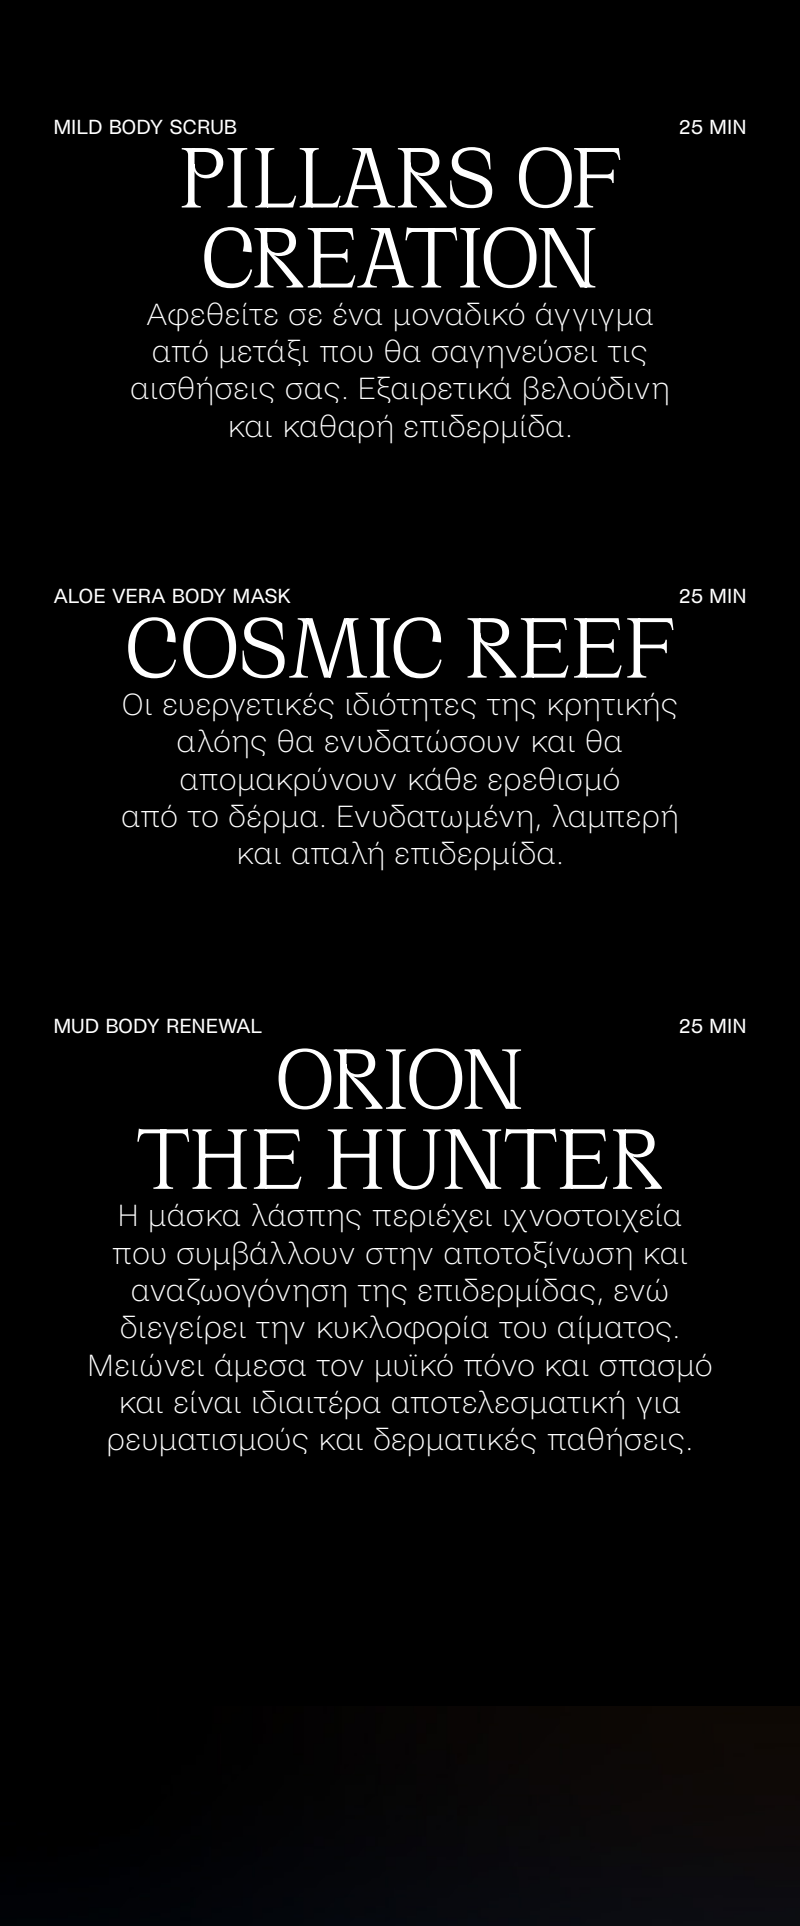 MILD BODY SCRUB 25 MIN
PILLARS OF
CREATION
Αφεθείτε σε ένα μοναδικό άγγιγμα
από μετάξι που θα σαγηνεύσει τις
αισθήσεις σας. Εξαιρετικά βελούδινη
και καθαρή επιδερμίδα.
ALOE VERA BODY MASK 25 MIN
COSMIC REEF
Οι ευεργετικές ιδιότητες της κρητικής
αλόης θα ενυδατώσουν και θα
απομακρύνουν κάθε ερεθισμό
από το δέρμα. Ενυδατωμένη, λαμπερή
και απαλή επιδερμίδα.
MUD BODY RENEWAL 25 MIN
ORION
THE HUNTER
Η μάσκα λάσπης περιέχει ιχνοστοιχεία
που συμβάλλουν στην αποτοξίνωση και
αναζωογόνηση της επιδερμίδας, ενώ
διεγείρει την κυκλοφορία του αίματος.
Μειώνει άμεσα τον μυϊκό πόνο και σπασμό
και είναι ιδιαιτέρα αποτελεσματική για
ρευματισμούς και δερματικές παθήσεις.